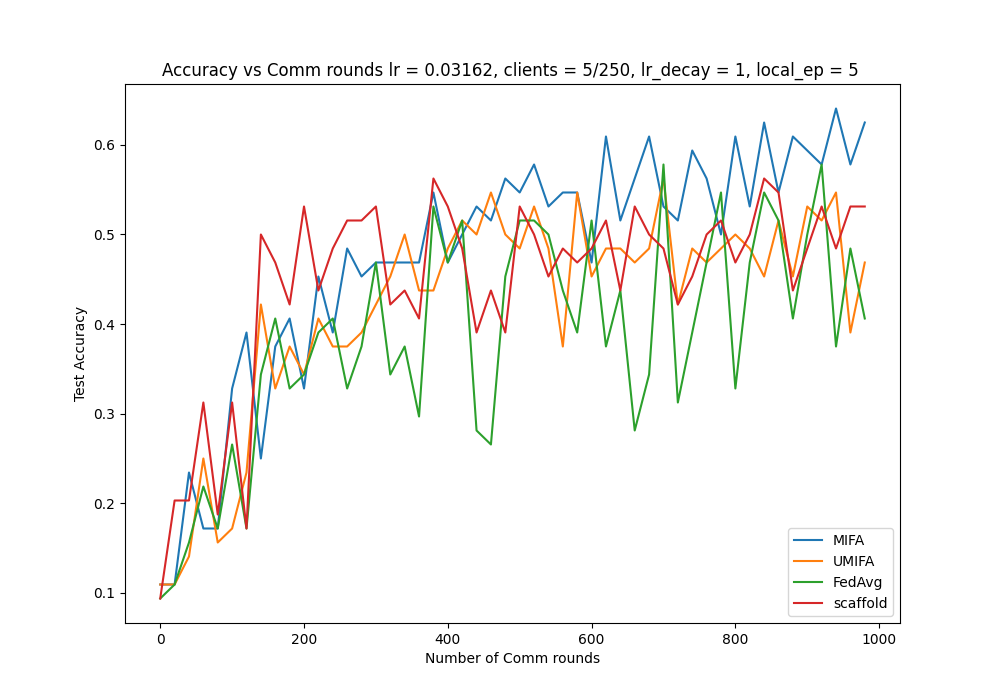 Accuracy vs Comm rounds lr = 0.03162, clients = 5/250, lr_decay = 1, local_ep = 5
Test Accuracy
0.6
0.5
0.4
0.3
0.2
0.1
MIFA
UMIFA
FedAvg
scaffold
0 200 400 600 800 1000
Number of Comm rounds